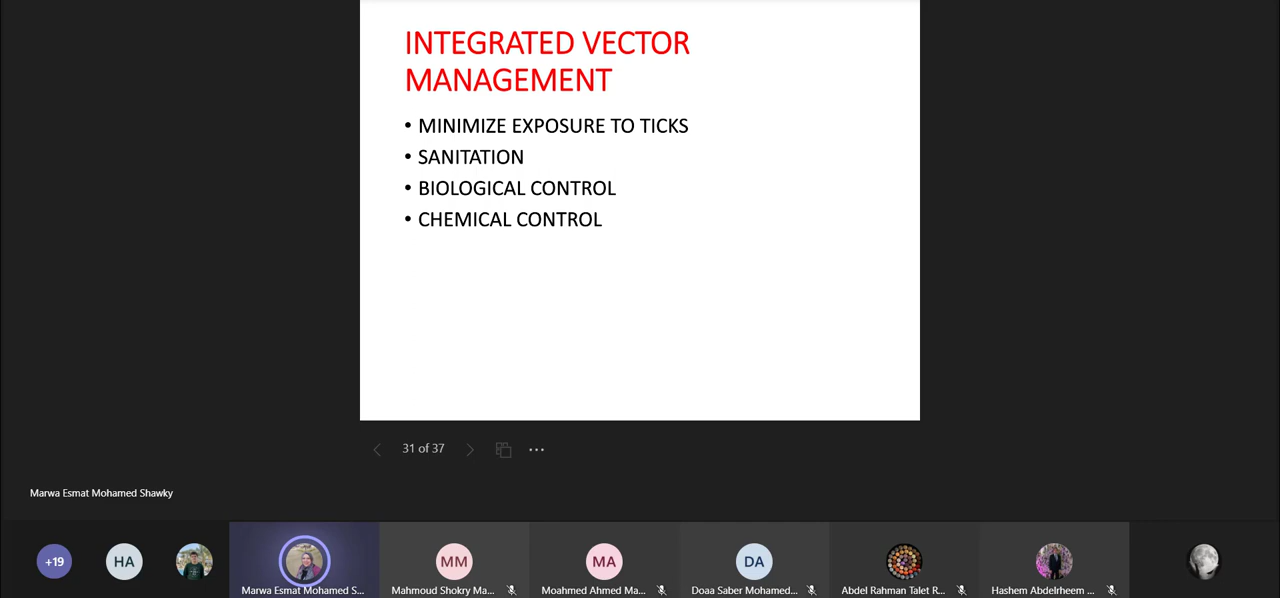 INTEGRATED VECTOR
MANAGEMENT
• MINIMIZE EXPOSURE TO TICKS
• SANITATION
• BIOLOGICAL CONTROL
• CHEMICAL CONTROL
31 of 37
Marwa Esmat Mohamed Shawky
+19
HA
MM
MA
DA
Marwa Esmat Mohamed S...
Mahmoud Shokry Ma...
Moahmed Ahmed Ma...
Doaa Saber Mohamed...
Abdel Rahman Talet R...
Hashem Abdelrheem ...